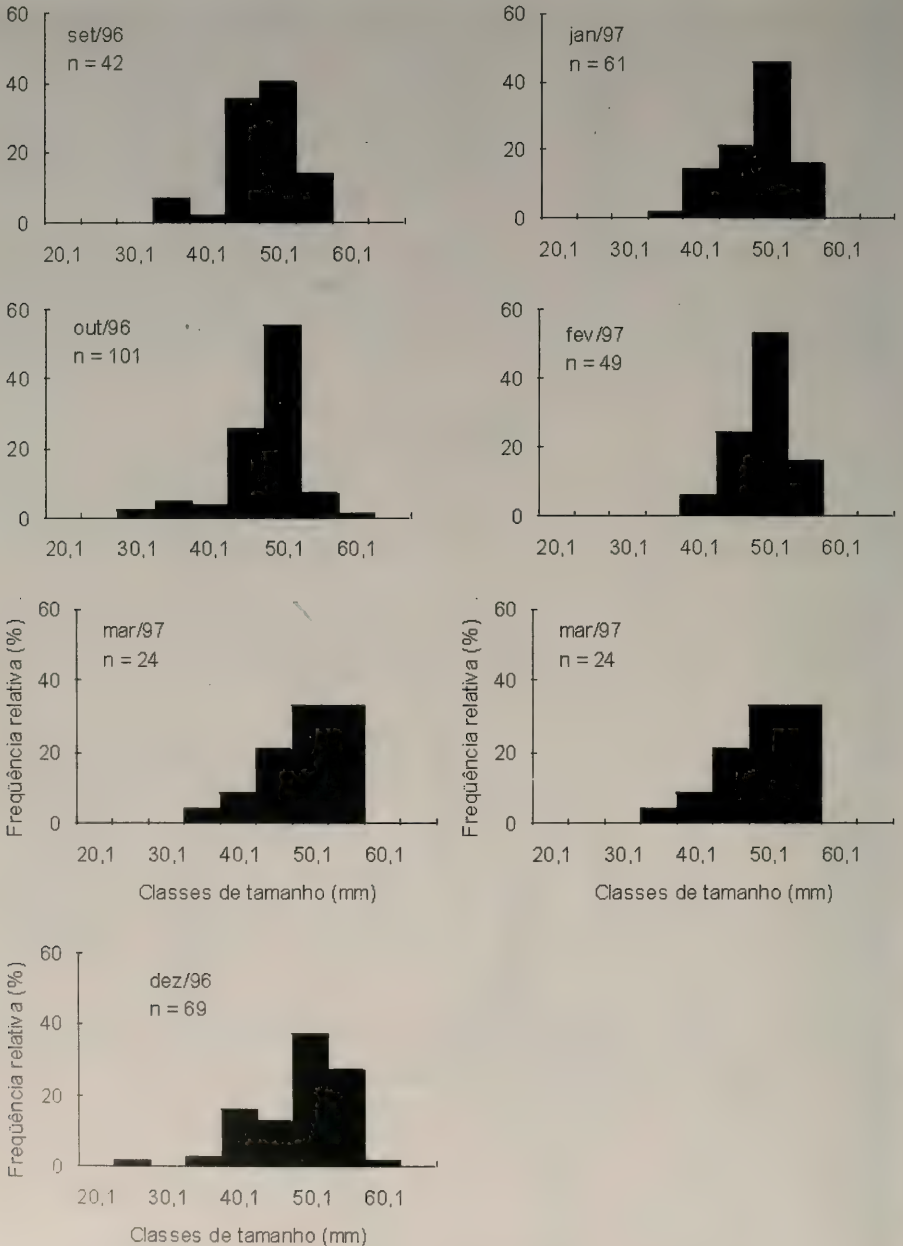 60
40
20
0
set/96
n = 42
20,1 30,1 40,1 50,1 60,1
60
40
20
0
jan/97
n = 61
20,1 30,1 40,1 50,1 60,1
60
40
20
0
out/96
n = 101
20,1 30,1 40,1 50,1 60,1
60
40
20
0
fev/97
n = 49
20,1 30,1 40,1 50,1 60,1
Freqüência relativa (%)
60
40
20
0
mar/97
n = 24
20,1 30,1 40,1 50,1 60,1
Classes de tamanho (mm)
Freqüência relativa (%)
60
40
20
0
mar/97
n = 24
20,1 30,1 40,1 50,1 60,1
Classes de tamanho (mm)
Freqüência relativa (%)
60
40
20
0
dez/96
n = 69
20,1 30,1 40,1 50,1 60,1
Classes de tamanho (mm)